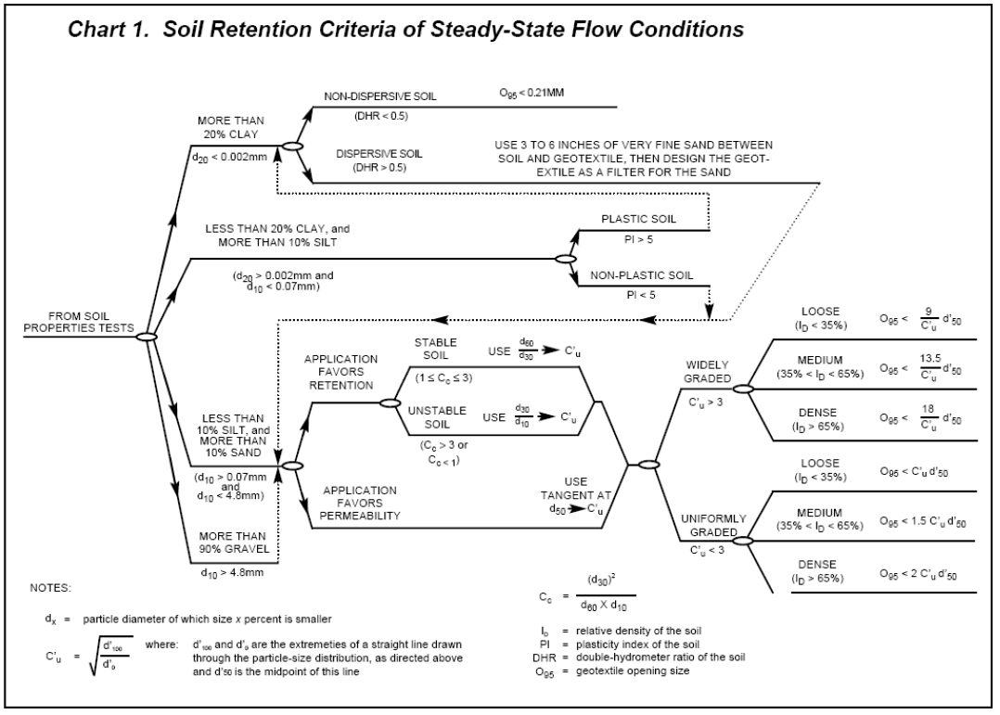 Chart 1. Soil Retention Criteria of Steady-State Flow Conditions
NON-DISPERSIVE SOIL
(DHR < 0.5)
O95 < 0.21MM
MORE THAN
20% CLAY
d20 < 0.002mm
DISPERSIVE SOIL
(DHR > 0.5)
USE 3 TO 6 INCHES OF VERY FINE SAND BETWEEN
SOIL AND GEOTEXTILE, THEN DESIGN THE GEOT-
EXTILE AS A FILTER FOR THE SAND
LESS THAN 20% CLAY, and
MORE THAN 10% SILT
(d20 > 0.002mm and
d10 < 0.07mm)
PLASTIC SOIL
PI > 5
NON-PLASTIC SOIL
PI < 5
FROM SOIL
PROPERTIES TESTS
LESS THAN
10% SILT, and
MORE THAN
10% SAND
(d10 > 0.07mm
and
d10 < 4.8mm)
MORE THAN
90% GRAVEL
d10 > 4.8mm
APPLICATION
FAVORS
RETENTION
STABLE
SOIL
(1 ≤ Cc ≤ 3)
USE d60/d30 C'u
UNSTABLE
SOIL
(Cc > 3 or
Cc < 1)
USE d30/d10 C'u
APPLICATION
FAVORS
PERMEABILITY
USE
TANGENT AT
d50 C'u
WIDELY
GRADED
C'u > 3
LOOSE
(ID < 35%)
O95 < 9/C'u d'50
MEDIUM
(35% < ID < 65%)
O95 < 13.5/C'u d'50
DENSE
(ID > 65%)
O95 < 18/C'u d'50
UNIFORMLY
GRADED
C'u < 3
LOOSE
(ID < 35%)
O95 < C'u d'50
MEDIUM
(35% < ID < 65%)
O95 < 1.5 C'u d'50
DENSE
(ID > 65%)
O95 < 2 C'u d'50
NOTES:
dx = particle diameter of which size x percent is smaller
C'u = √(d'100/d'0) where: d'100 and d'0 are the extremeties of a straight line drawn
through the particle-size distribution, as directed above
and d'50 is the midpoint of this line
Cc = (d30)²/d60 X d10
ID = relative density of the soil
PI = plasticity index of the soil
DHR = double-hydrometer ratio of the soil
O95 = geotextile opening size